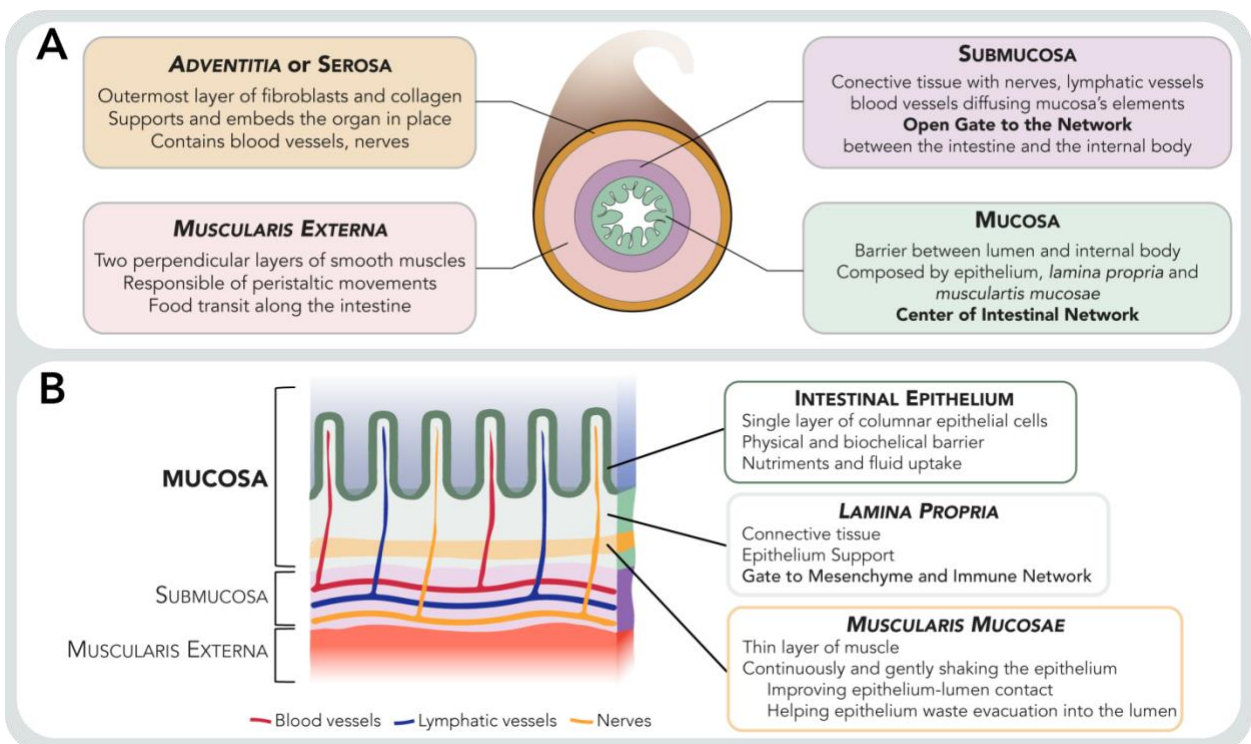 A
ADVENTITIA or SEROSA
Outermost layer of fibroblasts and collagen
Supports and embeds the organ in place
Contains blood vessels, nerves
MUSCULARIS EXTERNA
Two perpendicular layers of smooth muscles
Responsible of peristaltic movements
Food transit along the intestine
SUBMUCOSA
Conective tissue with nerves, lymphatic vessels
blood vessels diffusing mucosa's elements
Open Gate to the Network
between the intestine and the internal body
MUCOSA
Barrier between lumen and internal body
Composed by epithelium, lamina propria and
musculartis mucosae
Center of Intestinal Network
B
MUCOSA
SUBMUCOSA
MUSCULARIS EXTERNA
INTESTINAL EPITHELIUM
Single layer of columnar epithelial cells
Physical and biochelical barrier
Nutriments and fluid uptake
LAMINA PROPRIA
Connective tissue
Epithelium Support
Gate to Mesenchyme and Immune Network
MUSCULARIS MUCOSAE
Thin layer of muscle
Continuously and gently shaking the epithelium
Improving epithelium-lumen contact
Helping epithelium waste evacuation into the lumen
Blood vessels Lymphatic vessels Nerves